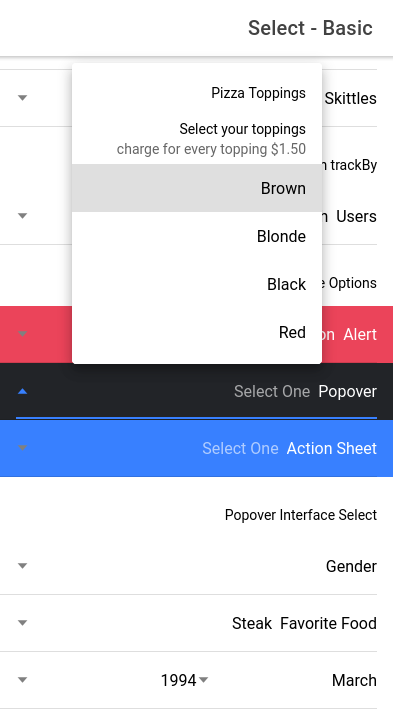 Select - Basic
Skittles
Pizza Toppings
Select your toppings
charge for every topping $1.50
trackBy
Users
Brown
Blonde
Black
Options
Red
Alert
Select One Popover
Select One Action Sheet
Popover Interface Select
Gender
Steak Favorite Food
1994 March